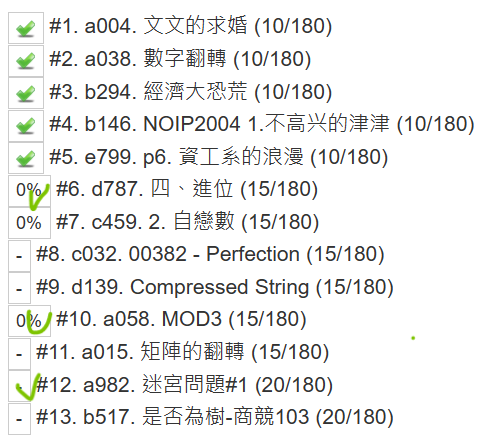 #1. a004. 文文的求婚 (10/180)
#2. a038. 數字翻轉 (10/180)
#3. b294. 經濟大恐荒 (10/180)
#4. b146. NOIP2004 1.不高兴的津津 (10/180)
#5. e799. p6. 資工系的浪漫 (10/180)
0% #6. d787. 四、進位 (15/180)
0% #7. c459. 2. 自戀數 (15/180)
- #8. c032. 00382 - Perfection (15/180)
- #9. d139. Compressed String (15/180)
0% #10. a058. MOD3 (15/180)
- #11. a015. 矩陣的翻轉 (15/180)
- #12. a982. 迷宮問題#1 (20/180)
- #13. b517. 是否為樹-商競103 (20/180)